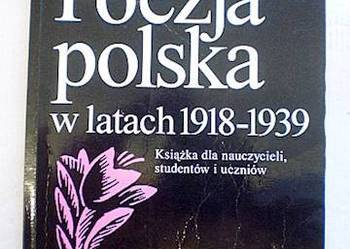 Poezja
polska
w latach 1918-1939
Książka dla nauczycieli,
studentów i uczniów